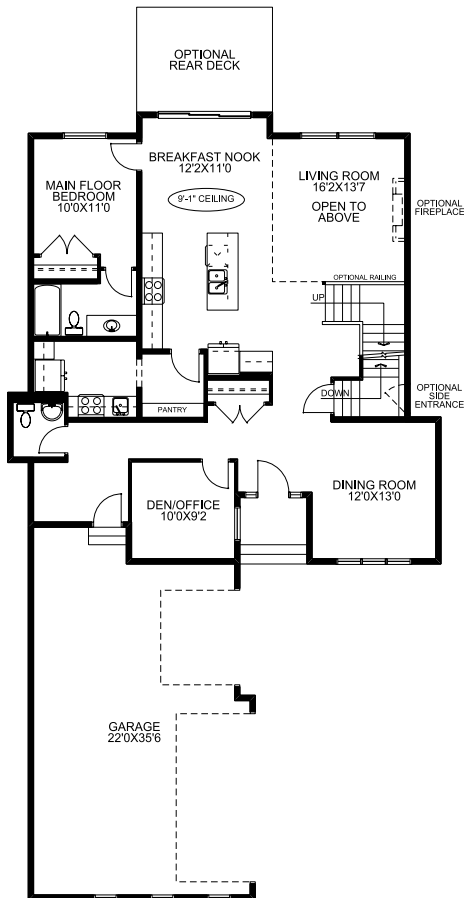 OPTIONAL
REAR DECK
BREAKFAST NOOK
12'2X11'0
9'-1" CEILING
LIVING ROOM
16'2X13'7
OPEN TO
ABOVE
MAIN FLOOR
BEDROOM
10'0X11'0
OPTIONAL
FIREPLACE
OPTIONAL RAILING
UP
DOWN
OPTIONAL
SIDE
ENTRANCE
PANTRY
DINING ROOM
12'0X13'0
DEN/OFFICE
10'0X9'2
GARAGE
22'0X35'6